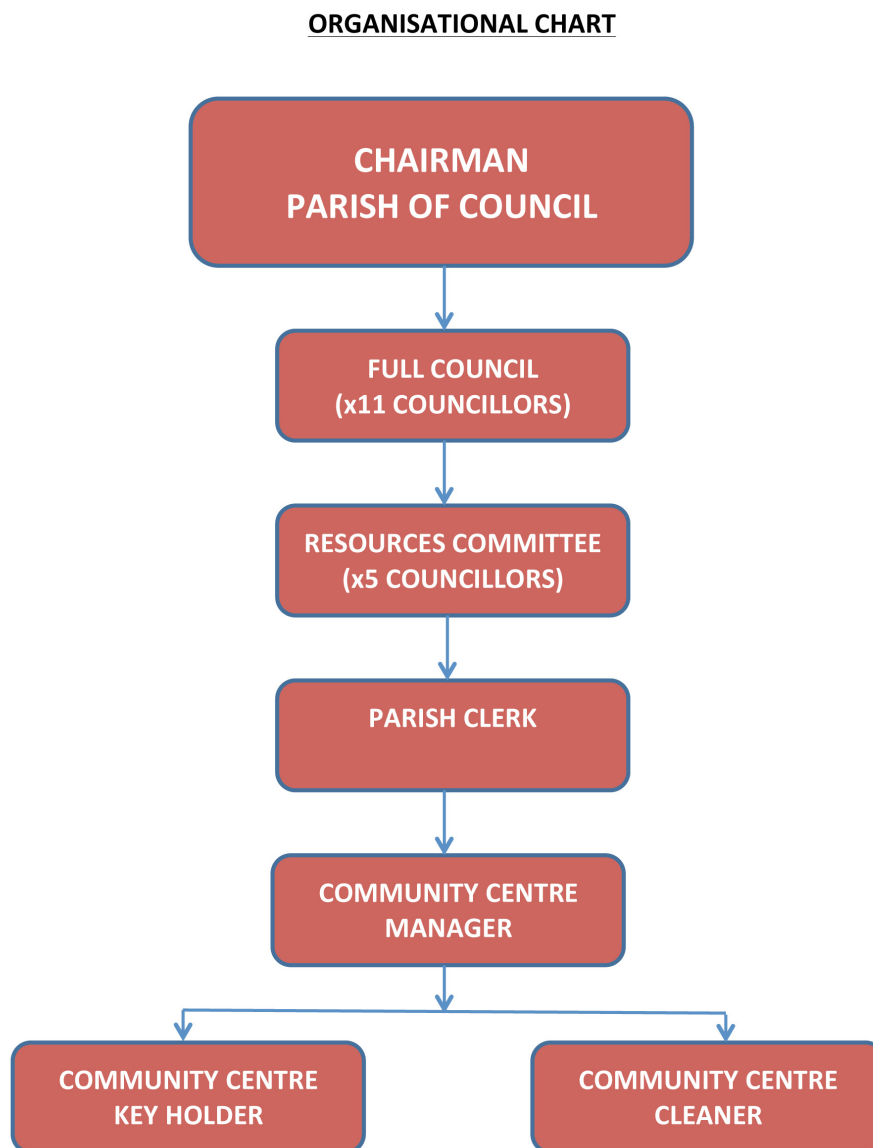 ORGANISATIONAL CHART
CHAIRMAN
PARISH OF COUNCIL
FULL COUNCIL
(x11 COUNCILLORS)
RESOURCES COMMITTEE
(x5 COUNCILLORS)
PARISH CLERK
COMMUNITY CENTRE
MANAGER
COMMUNITY CENTRE
KEY HOLDER
COMMUNITY CENTRE
CLEANER